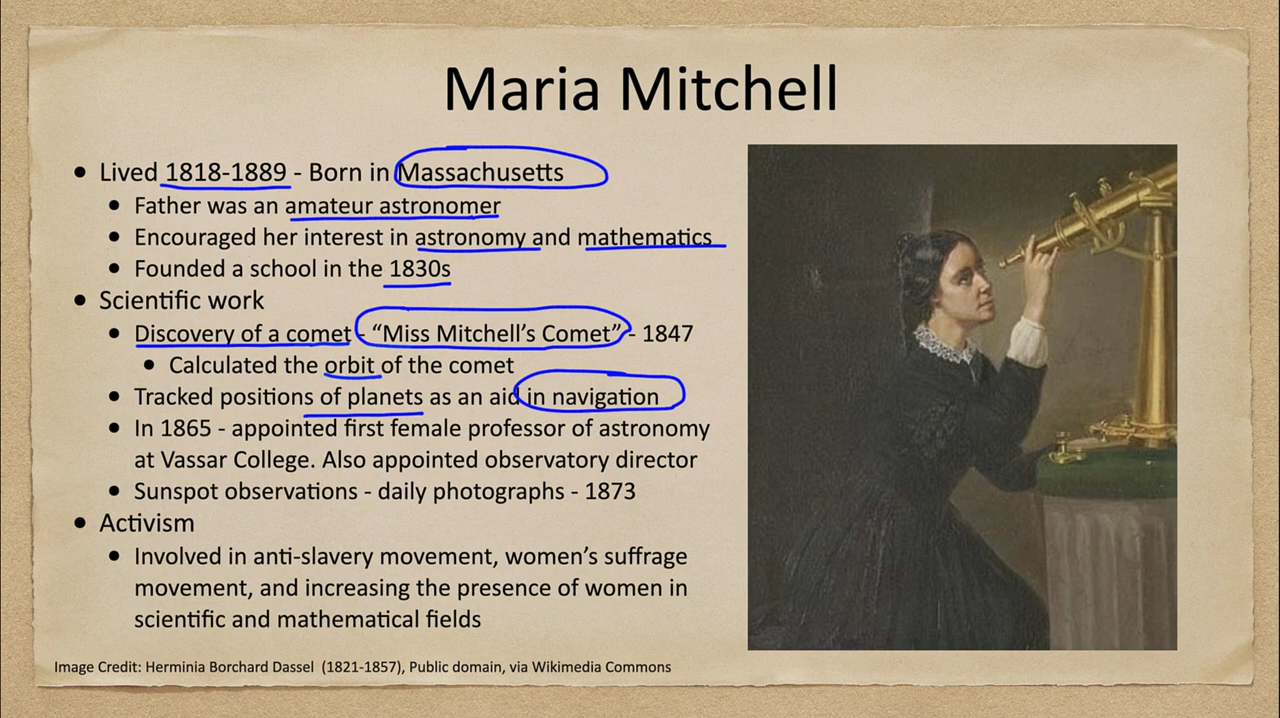 Maria Mitchell
• Lived 1818-1889 - Born in Massachusetts
• Father was an amateur astronomer
• Encouraged her interest in astronomy and mathematics
• Founded a school in the 1830s
• Scientific work
• Discovery of a comet - “Miss Mitchell’s Comet” - 1847
• Calculated the orbit of the comet
• Tracked positions of planets as an aid in navigation
• In 1865 - appointed first female professor of astronomy
at Vassar College. Also appointed observatory director
• Sunspot observations - daily photographs - 1873
• Activism
• Involved in anti-slavery movement, women’s suffrage
movement, and increasing the presence of women in
scientific and mathematical fields
Image Credit: Herminia Borchard Dassel (1821-1857), Public domain, via Wikimedia Commons